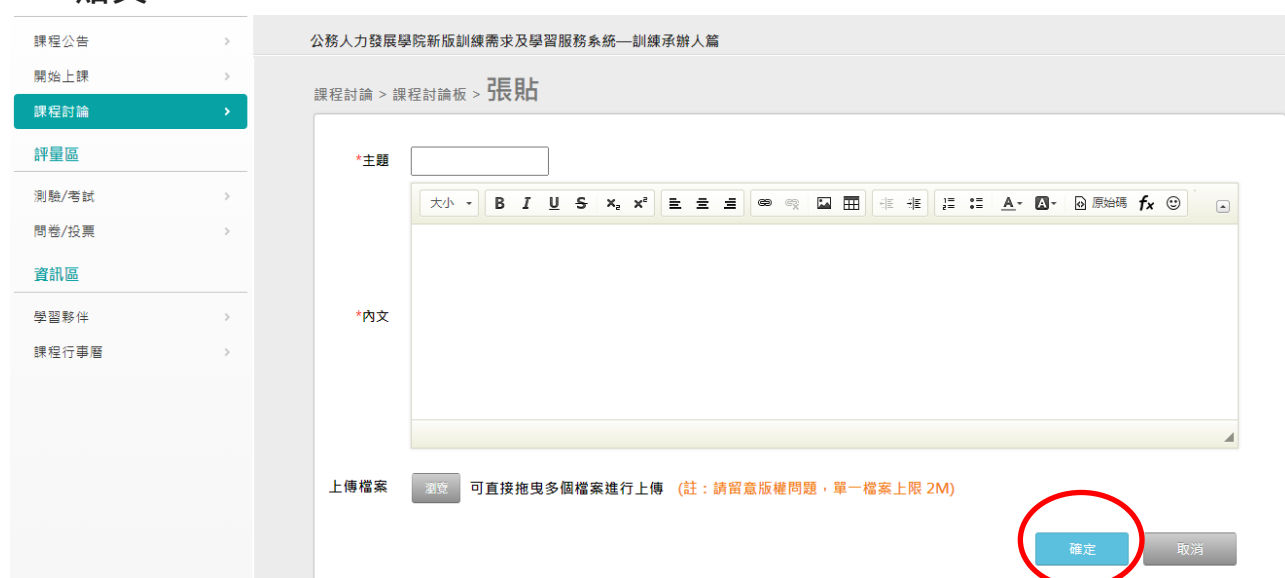 課程公告
開始上課
課程討論
評量區
測驗/考試
問卷/投票
資訊區
學習夥伴
課程行事曆
公務人力發展學院新版訓練需求及學習服務系統—訓練承辦人篇
課程討論 > 課程討論板 > 張貼
*主題
大小 B I U S x₂ x² A A 原始碼 fx
*內文
上傳檔案 瀏覽 可直接拖曳多個檔案進行上傳 (註：請留意版權問題，單一檔案上限 2M)
確定 取消